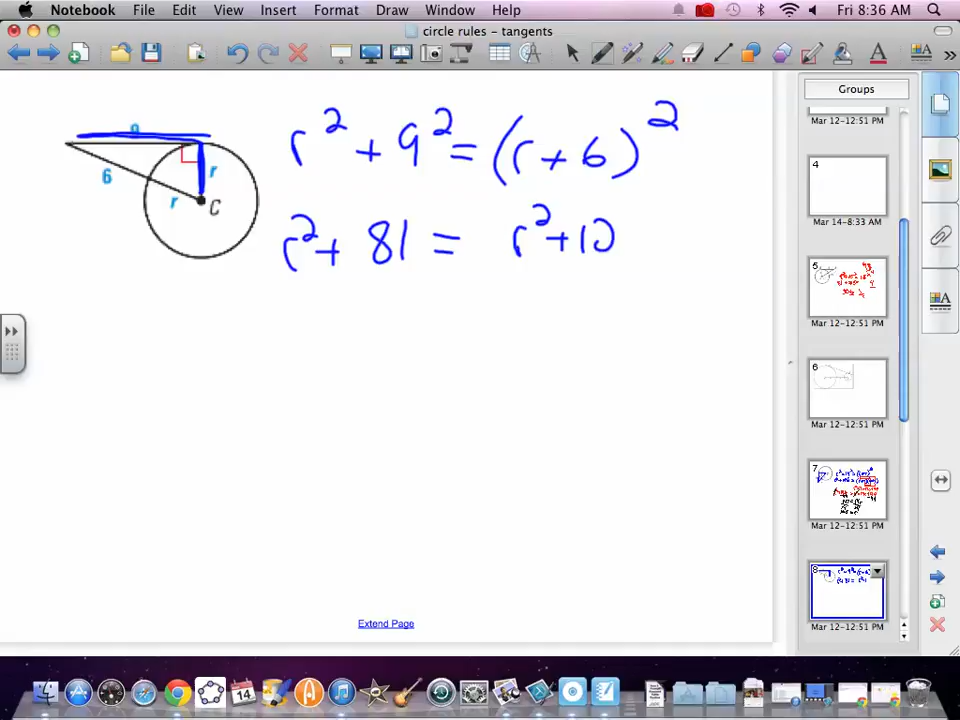 Notebook File Edit View Insert Format Draw Window Help Fri 8:36 AM
circle rules - tangents
9
6
r
r
C
r² + 9² = (r + 6)²
r² + 81 = r² + 12
Extend Page
Groups
Mar 12-12:51 PM
4
Mar 14-8:33 AM
5
Mar 12-12:51 PM
6
Mar 12-12:51 PM
7
Mar 12-12:51 PM
8
Mar 12-12:51 PM
14